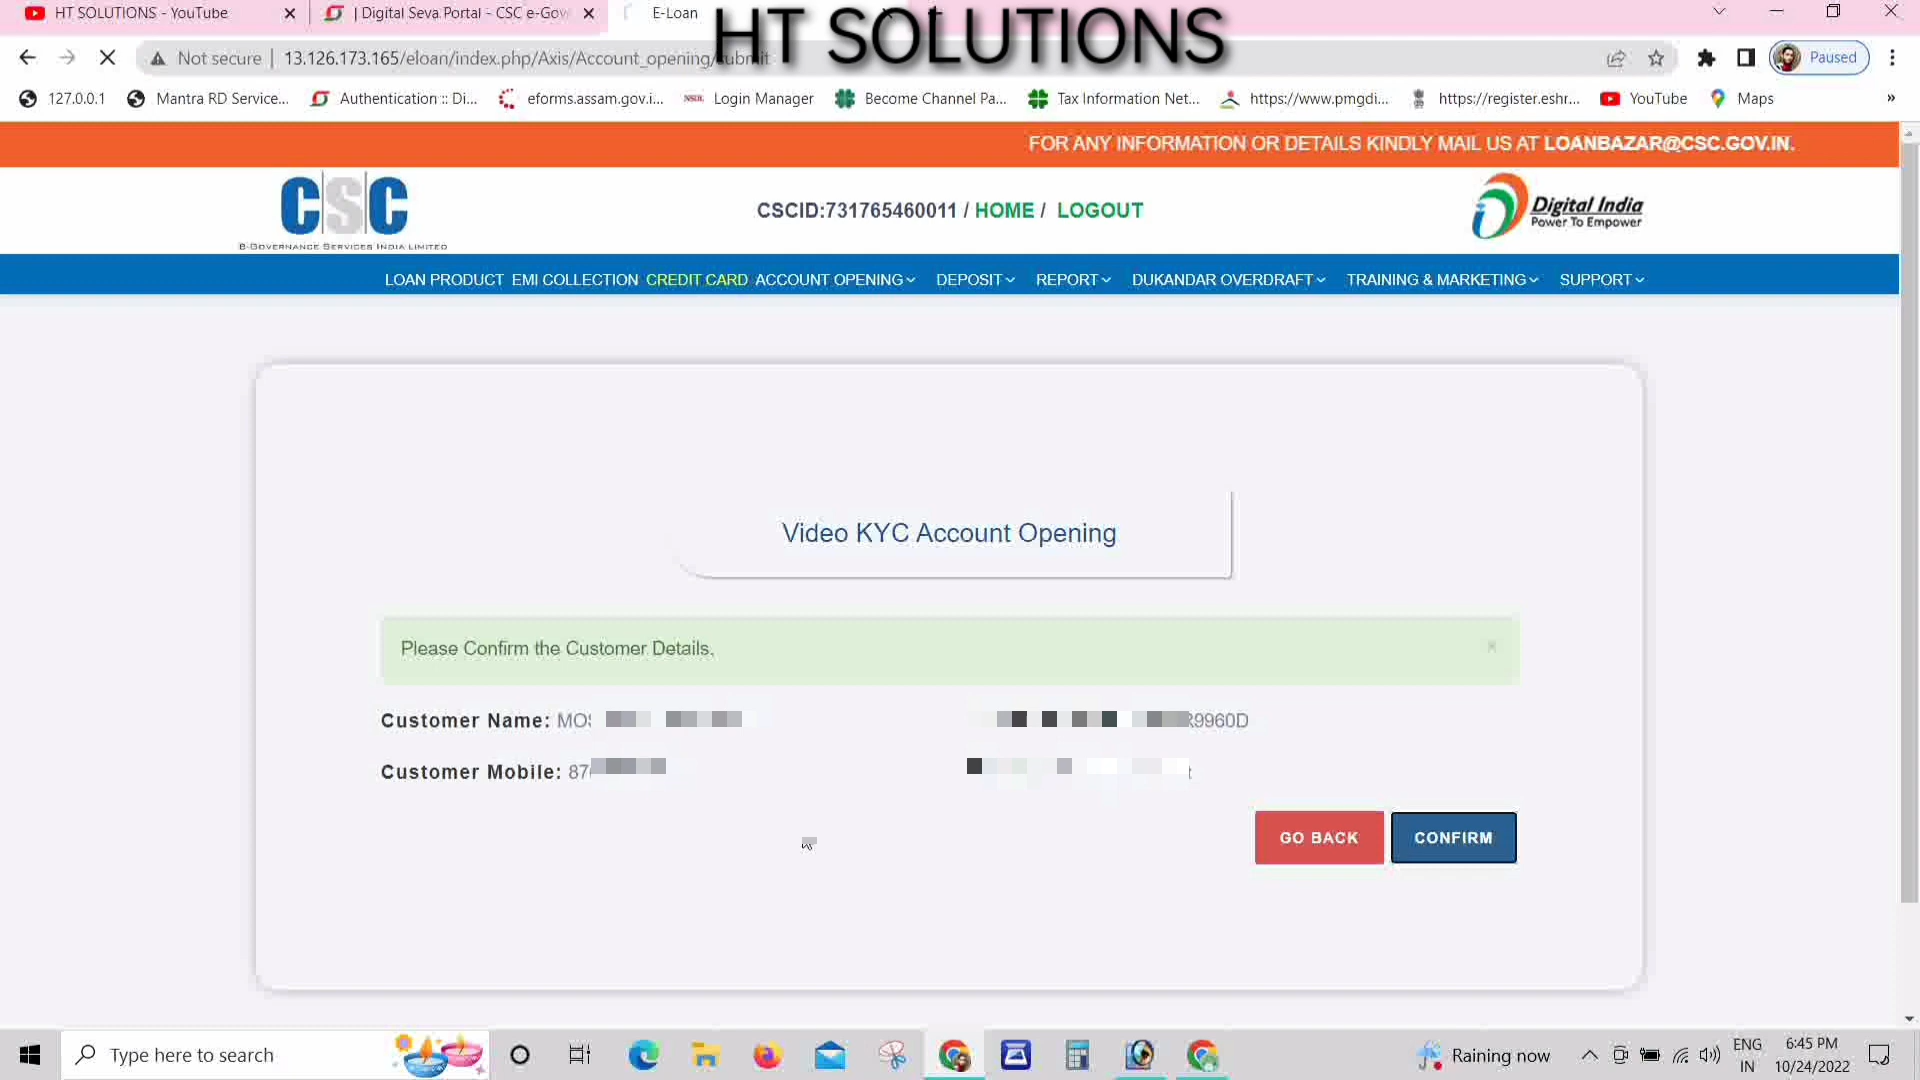 HT SOLUTIONS - YouTube
| Digital Seva Portal - CSC e-Gov
E-Loan
HT SOLUTIONS
Not secure | 13.126.173.165/eloan/index.php/Axis/Account_opening/submit
Paused
127.0.0.1
Mantra RD Service...
Authentication :: Di...
eforms.assam.gov.i...
NSDL
Login Manager
Become Channel Pa...
Tax Information Net...
https://www.pmgdi...
https://register.eshr...
YouTube
Maps
»
FOR ANY INFORMATION OR DETAILS KINDLY MAIL US AT LOANBAZAR@CSC.GOV.IN.
CSC
E-GOVERNANCE SERVICES INDIA LIMITED
CSCID:731765460011 / HOME / LOGOUT
Digital India
Power To Empower
LOAN PRODUCT EMI COLLECTION CREDIT CARD ACCOUNT OPENING DEPOSIT REPORT DUKANDAR OVERDRAFT TRAINING & MARKETING SUPPORT
Video KYC Account Opening
Please Confirm the Customer Details.
×
Customer Name: MOS
R9960D
Customer Mobile: 87
GO BACK
CONFIRM
Type here to search
Raining now
ENG
IN
6:45 PM
10/24/2022